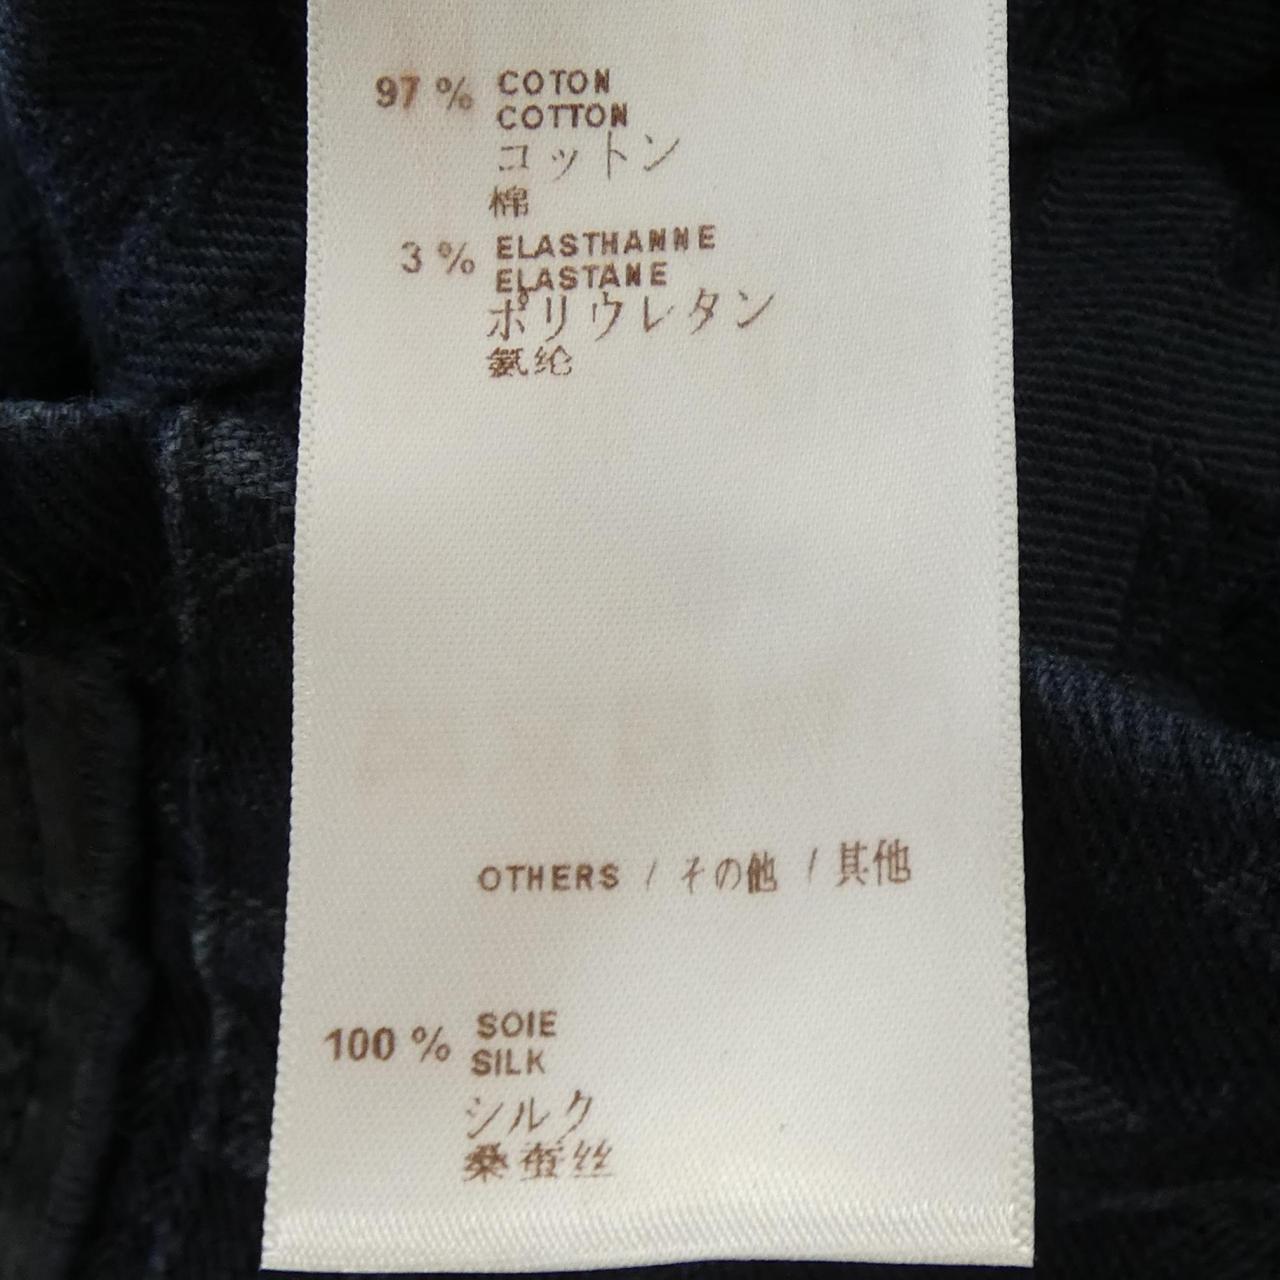 97 % COTON
COTTON
コットン
棉
3 % ELASTHANNE
ELASTANE
ポリウレタン
氨纶
OTHERS / その他 / 其他
100 % SOIE
SILK
シルク
桑蚕丝